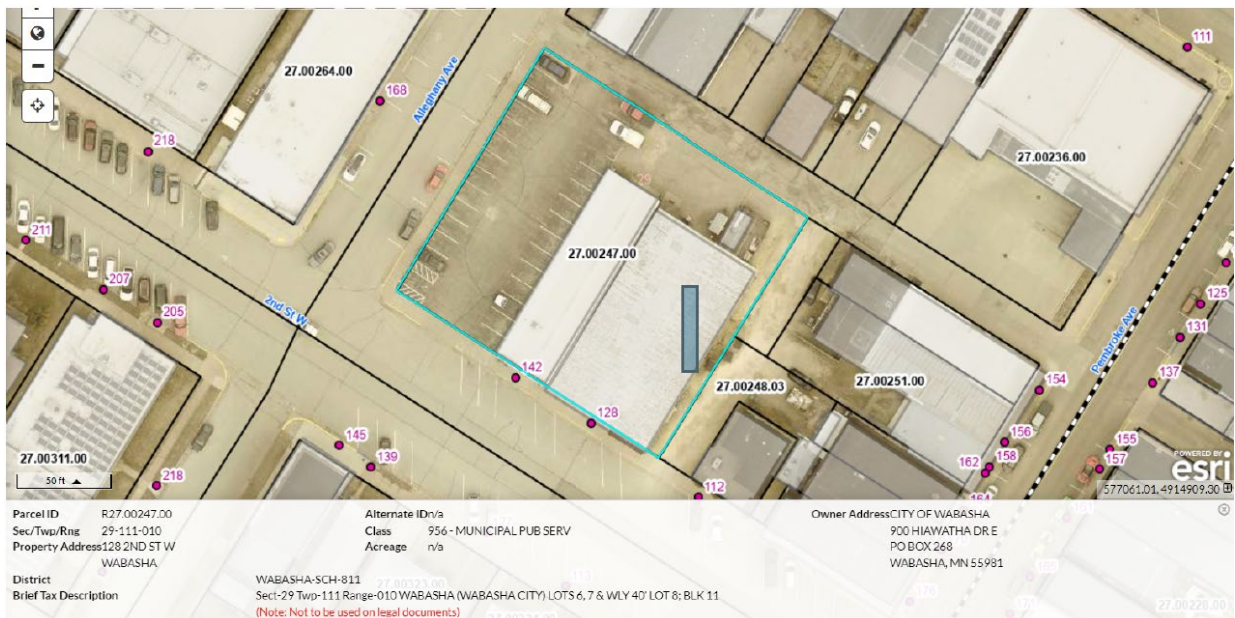 111
27.00264.00
168
Alleghany Ave
218
27.00236.00
211
27.00247.00
207
205
2nd St W
125
131
Pembroke Ave
137
142
27.00248.03
27.00251.00
154
128
145
139
156
155
27.00311.00
162
158
157
POWERED BY
esri
50 ft
218
112
164
577061.01, 4914909.30
Parcel ID R27.00247.00 Alternate ID n/a Owner Address CITY OF WABASHA
Sec/Twp/Rng 29-111-010 Class 956 - MUNICIPAL PUB SERV 900 HIAWATHA DR E
Property Address 128 2ND ST W Acreage n/a PO BOX 268
WABASHA WABASHA, MN 55981
District WABASHA-SCH-811
Brief Tax Description Sect-29 Twp-111 Range-010 WABASHA (WABASHA CITY) LOTS 6, 7 & WLY 40' LOT 8; BLK 11
(Note: Not to be used on legal documents)
176
27.00228.00